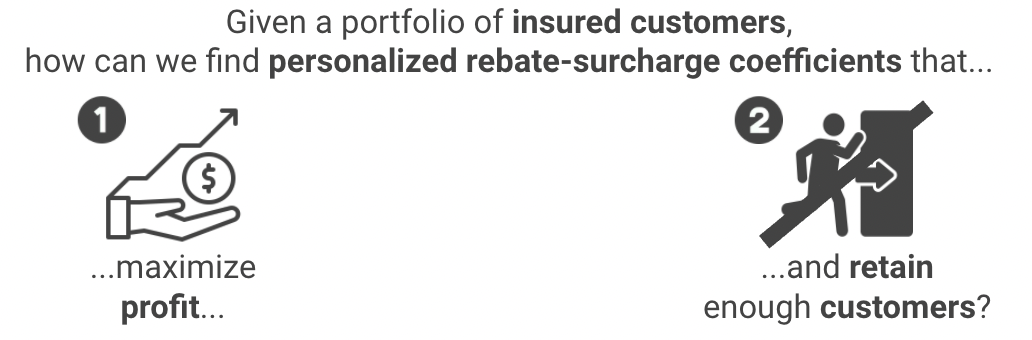 Given a portfolio of insured customers,
how can we find personalized rebate-surcharge coefficients that...
1
2
$
...maximize
profit...
...and retain
enough customers?